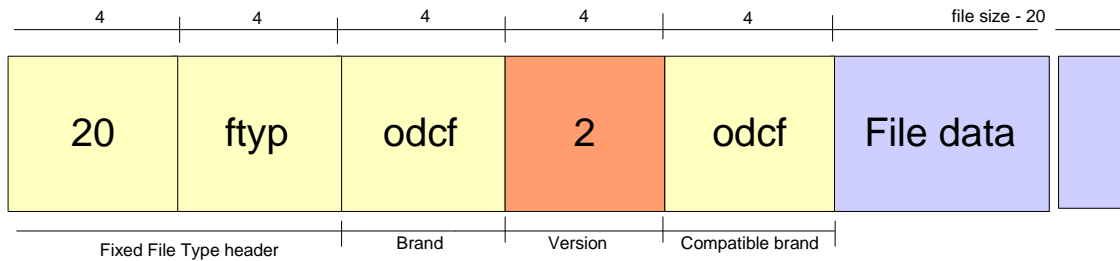 4 4 4 4 4 file size - 20
20 ftyp odcf 2 odcf File data
Fixed File Type header Brand Version Compatible brand